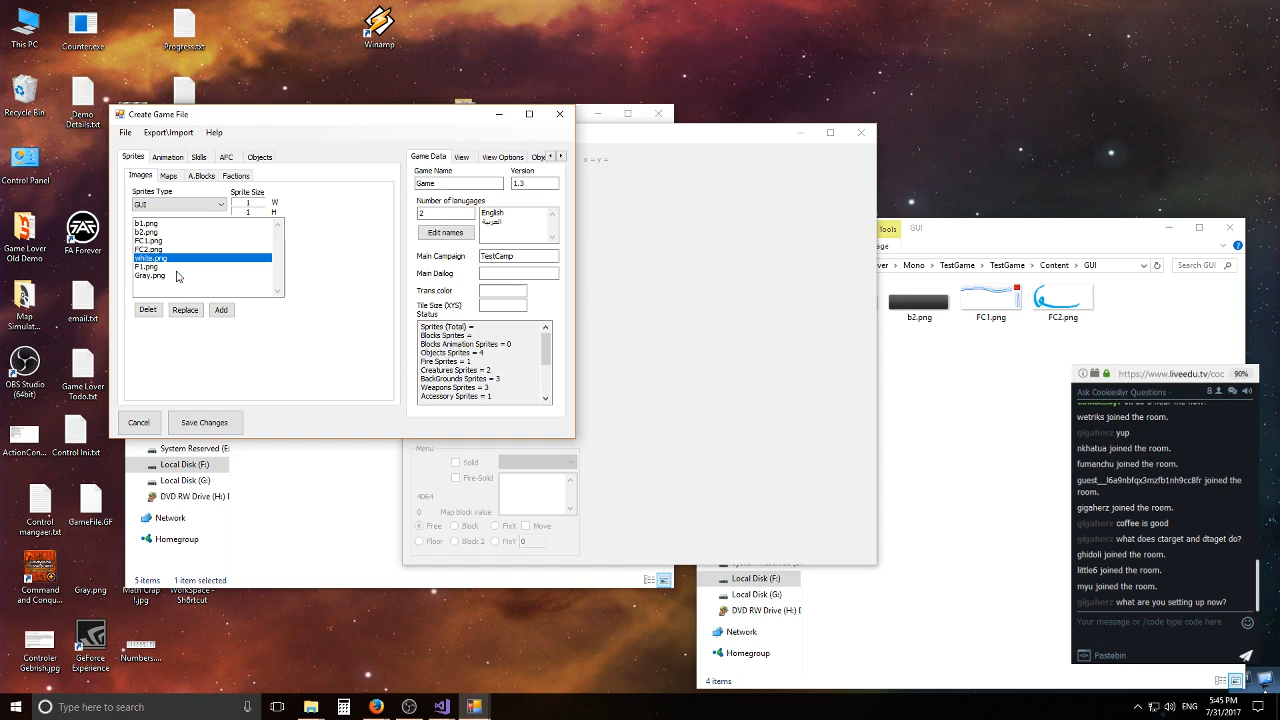 This PC
Counter.exe
Progress.txt
Winamp
Recycle Bin
Demo
Details.txt
Control Panel
Game Lover
Old Demo
FA Forever
Map
Simulat...
email.txt
OBS Studio
(64bit)
Game Lover
Todo.txt
ActionCon...
Control Ini.txt
Control
mangaer.txt
GameFile.GF
Command
and Conqu...
Gray.png
Math Crap
1.jpg
WorkSpace -
Shortcut
Controler
Gebrish.jpg
GeForce
Experience
Numbers....
Create Game File
File
Export\Import
Help
Sprites
Animation
Skills
AFC
Objects
Images
Maps
A.Blocks
Factions
Sprites Type
Sprite Size
GUI
1
W
1
H
b1.png
b2.png
FC1.png
FC2.png
white.png
F1.png
Gray.png
Delet
Replace
Add
Cancel
Save Changes
Game Data
View
View Options
Obj
Game Name
Version
Game
1.3
Number of lanugages
2
English
العربية
Edit names
Main Campaign
TestCamp
Main Dailog
Trans color
Tile Size (XYS)
Status
Sprites (Total) =
Blocks Sprites =
Blocks Animation Sprites = 0
Objects Sprites = 4
Fire Sprites = 1
Creatures Sprites = 2
BackGrounds Sprites = 3
Weapons Sprites = 3
Accessory Sprites = 1
x = y =
System Reserved (E:
Local Disk (F:)
Local Disk (G:)
DVD RW Drive (H:) I
Network
Homegroup
5 items
1 item selected
Menu
Solid
Fire-Solid
4064
0
Map block value
Free
Block
FixX
Move
Floor
Block 2
FixY
0
Tools
GUI
age
ver
Mono
TestGame
TestGame
Content
GUI
Search GUI
b2.png
FC1.png
FC2.png
Local Disk (F:)
Local Disk (G:)
DVD RW Drive (H:) I
Network
Homegroup
4 items
https://www.liveedu.tv/coc
90%
Ask Cookieslyr Questions -
8
wetriks joined the room.
gigaherz yup
nkhatua joined the room.
fumanchu joined the room.
guest__l6a9nbfqx3mzfb1nh9cc8fr joined the
room.
gigaherz joined the room.
gigaherz coffee is good
gigaherz what does ctarget and dtaget do?
ghidoli joined the room.
little6 joined the room.
myu joined the room.
gigaherz what are you setting up now?
Your message or /code type code here
Pastebin
Type here to search
ENG
5:45 PM
7/31/2017